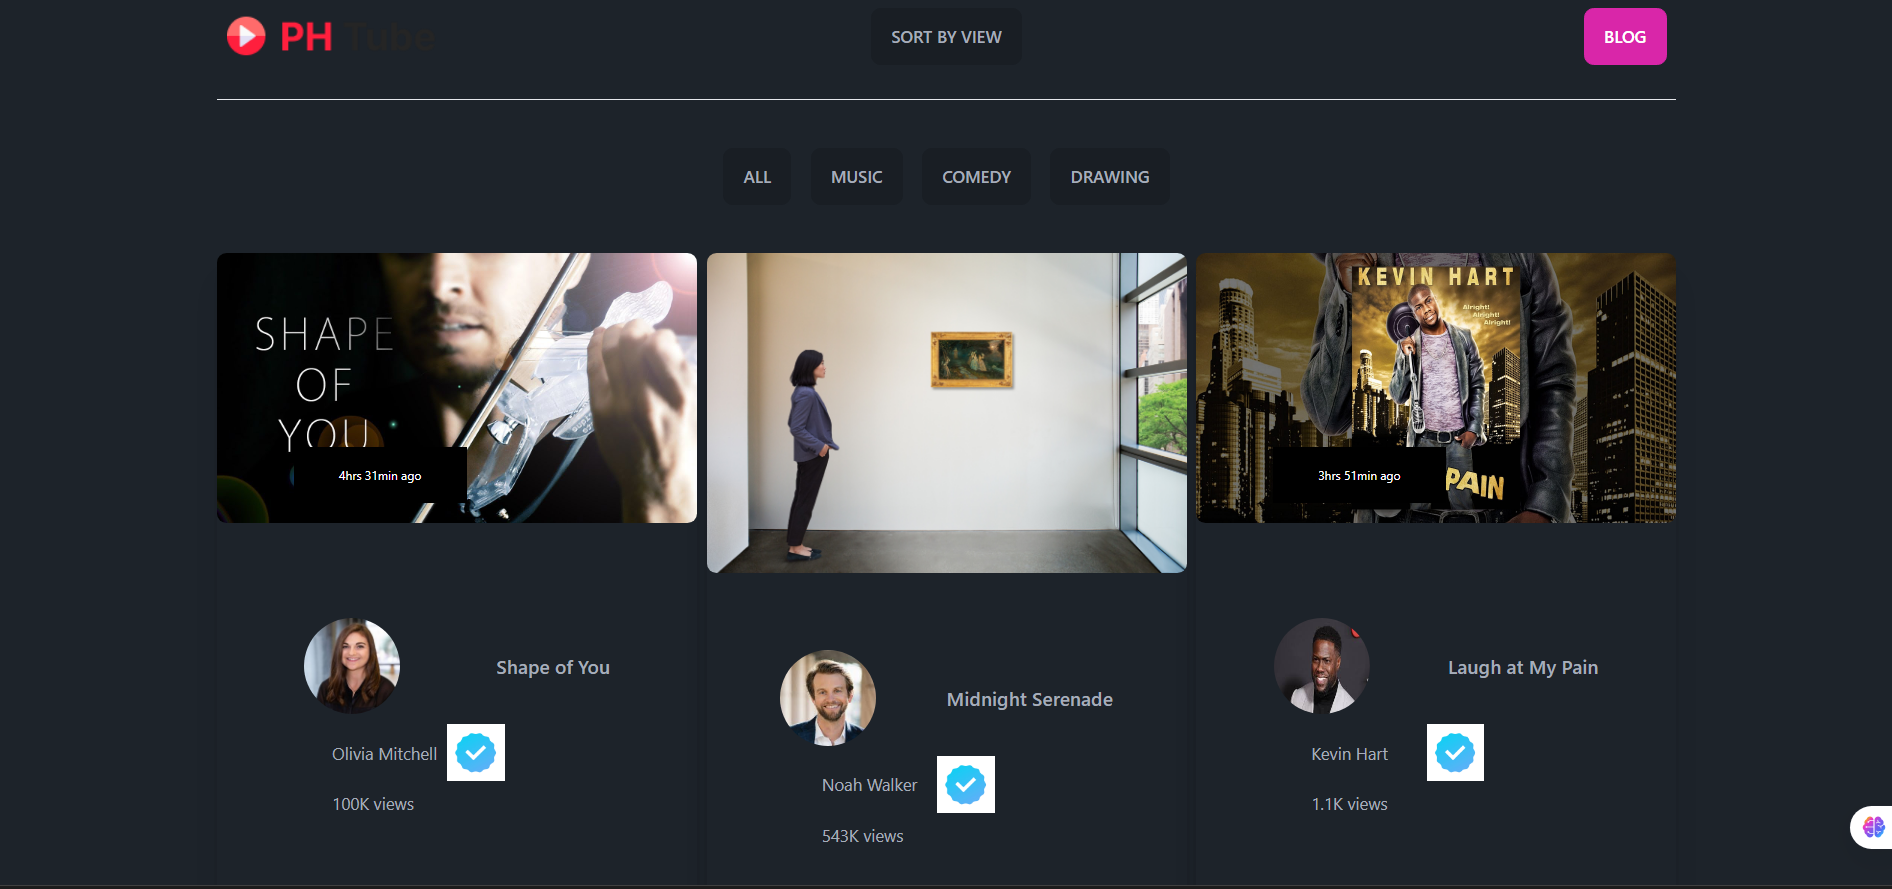 PH Tube
SORT BY VIEW
BLOG
ALL
MUSIC
COMEDY
DRAWING
SHAPE
OF
YOU
4hrs 31min ago
KEVIN HART
Alright!
Alright!
Alright!
PAIN
3hrs 51min ago
Shape of You
Olivia Mitchell
100K views
Midnight Serenade
Noah Walker
543K views
Laugh at My Pain
Kevin Hart
1.1K views